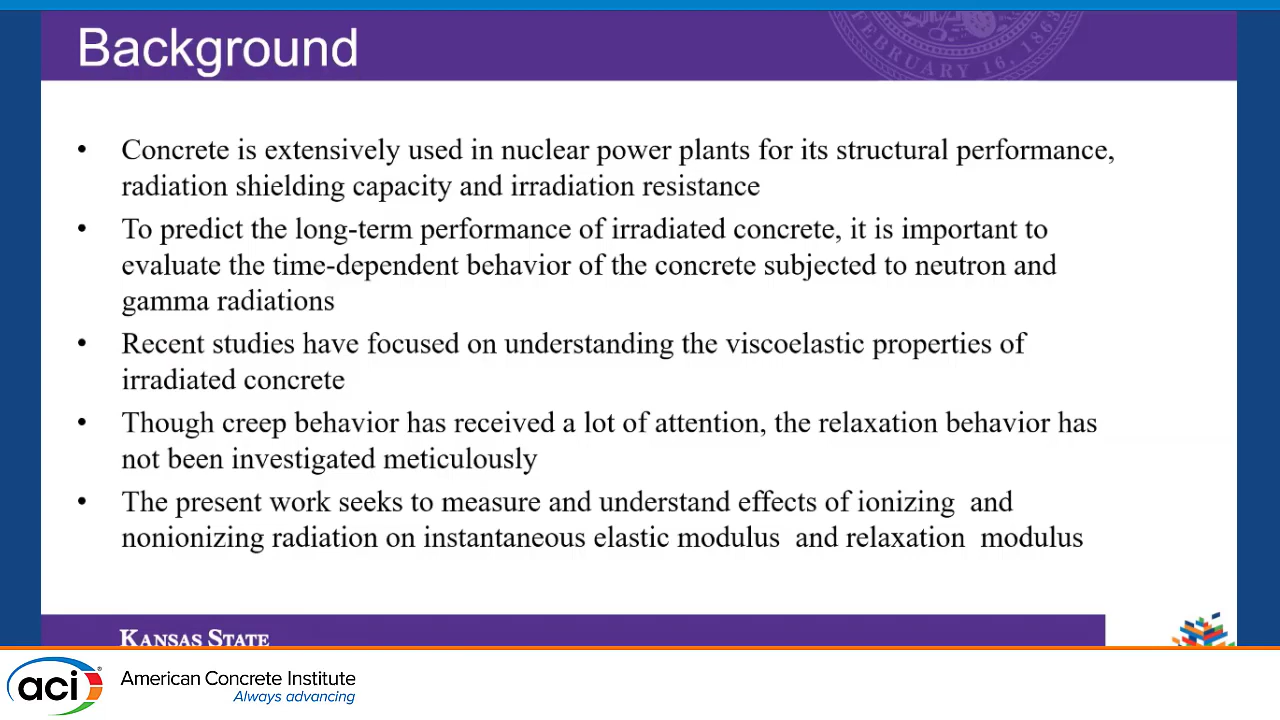 Background
FEBRUARY 16, 1863
• Concrete is extensively used in nuclear power plants for its structural performance,
radiation shielding capacity and irradiation resistance
• To predict the long-term performance of irradiated concrete, it is important to
evaluate the time-dependent behavior of the concrete subjected to neutron and
gamma radiations
• Recent studies have focused on understanding the viscoelastic properties of
irradiated concrete
• Though creep behavior has received a lot of attention, the relaxation behavior has
not been investigated meticulously
• The present work seeks to measure and understand effects of ionizing  and
nonionizing radiation on instantaneous elastic modulus  and relaxation  modulus
KANSAS STATE
aci®
American Concrete Institute
Always advancing